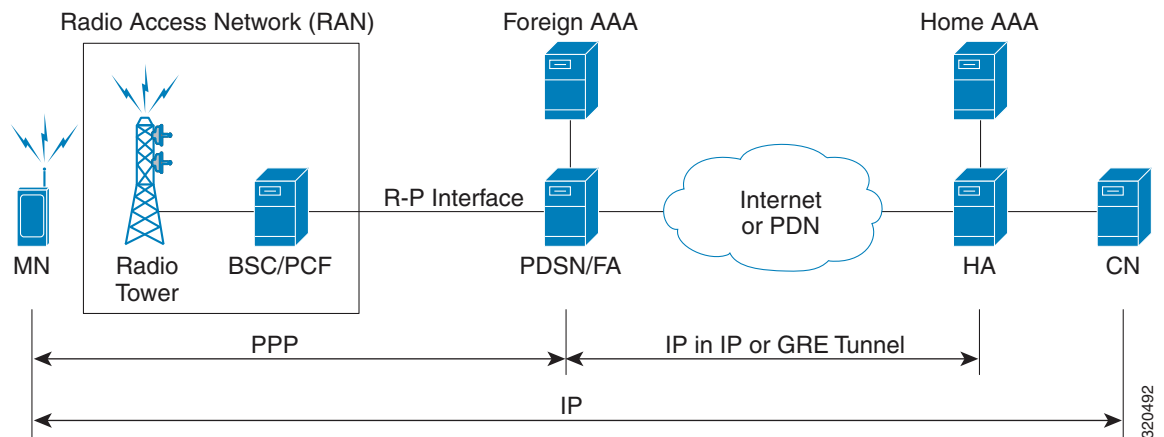 Radio Access Network (RAN)
Foreign AAA
Home AAA
R-P Interface
Internet
or PDN
MN
Radio
Tower
BSC/PCF
PDSN/FA
HA
CN
PPP
IP in IP or GRE Tunnel
IP
320492